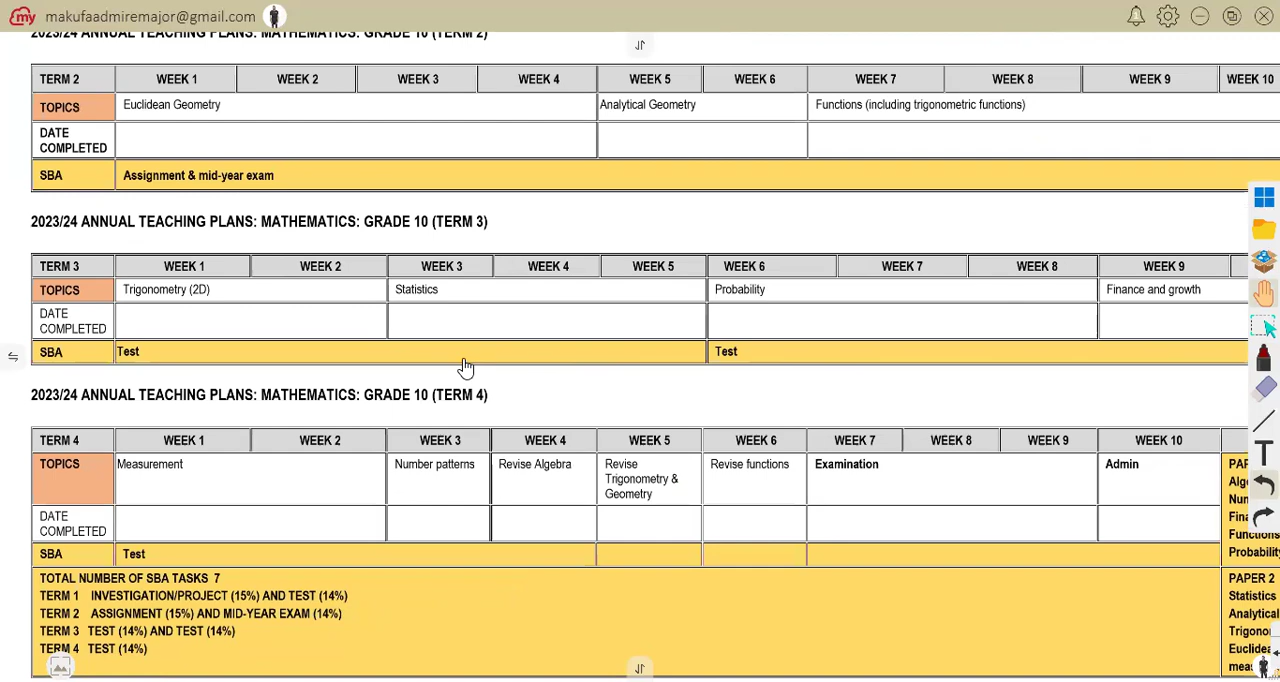 my makufaadmiremajor@gmail.com
2023/24 ANNUAL TEACHING PLANS: MATHEMATICS: GRADE 10 (TERM 2)
TERM 2 WEEK 1 WEEK 2 WEEK 3 WEEK 4 WEEK 5 WEEK 6 WEEK 7 WEEK 8 WEEK 9 WEEK 10
TOPICS Euclidean Geometry Analytical Geometry Functions (including trigonometric functions)
DATE
COMPLETED
SBA Assignment & mid-year exam
2023/24 ANNUAL TEACHING PLANS: MATHEMATICS: GRADE 10 (TERM 3)
TERM 3 WEEK 1 WEEK 2 WEEK 3 WEEK 4 WEEK 5 WEEK 6 WEEK 7 WEEK 8 WEEK 9
TOPICS Trigonometry (2D) Statistics Probability Finance and growth
DATE
COMPLETED
SBA Test Test
2023/24 ANNUAL TEACHING PLANS: MATHEMATICS: GRADE 10 (TERM 4)
TERM 4 WEEK 1 WEEK 2 WEEK 3 WEEK 4 WEEK 5 WEEK 6 WEEK 7 WEEK 8 WEEK 9 WEEK 10
TOPICS Measurement Number patterns Revise Algebra Revise Revise functions Examination Admin
Trigonometry &
Geometry
DATE
COMPLETED
Functions
Probability
SBA Test
TOTAL NUMBER OF SBA TASKS 7
TERM 1 INVESTIGATION/PROJECT (15%) AND TEST (14%)
TERM 2 ASSIGNMENT (15%) AND MID-YEAR EXAM (14%)
TERM 3 TEST (14%) AND TEST (14%)
TERM 4 TEST (14%)
PAPER 2
Statistics
Analytical